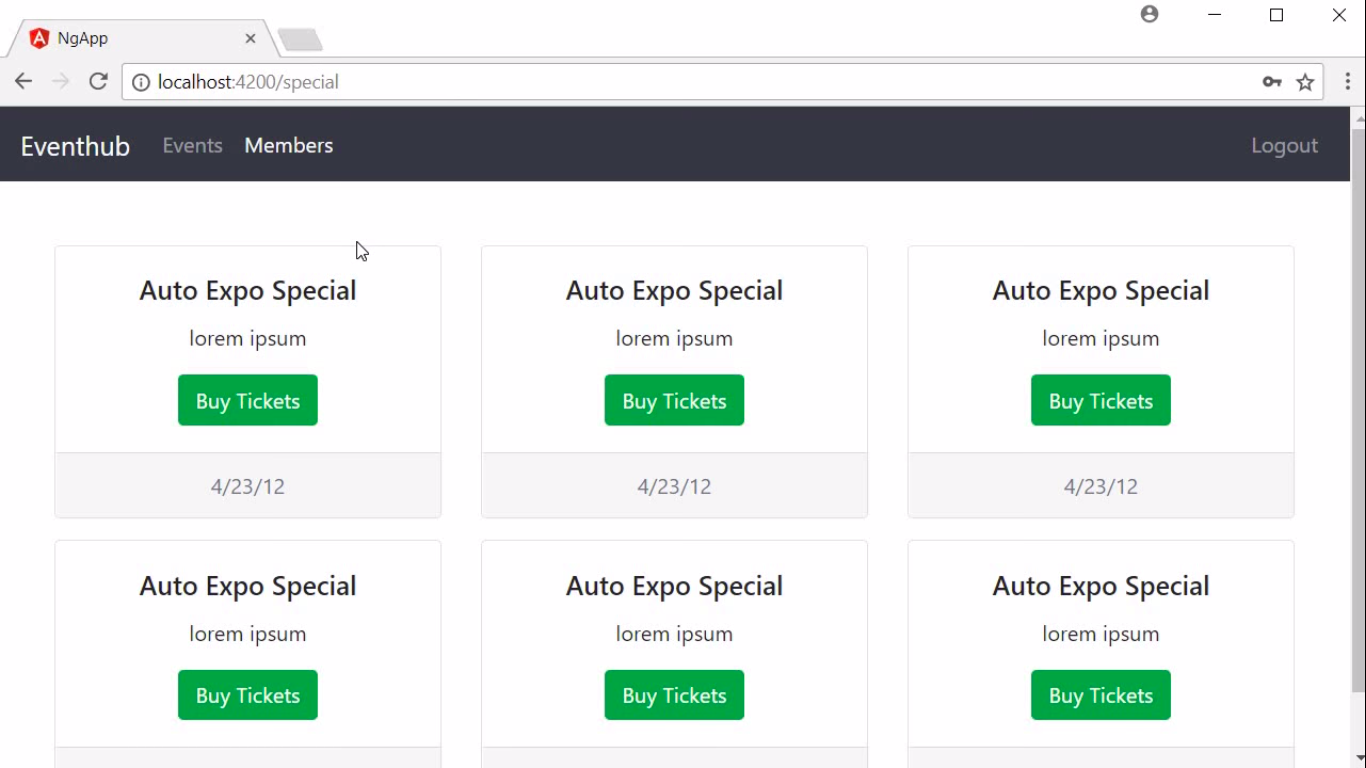 NgApp
localhost:4200/special
Eventhub Events Members Logout
Auto Expo Special Auto Expo Special Auto Expo Special
lorem ipsum lorem ipsum lorem ipsum
Buy Tickets Buy Tickets Buy Tickets
4/23/12 4/23/12 4/23/12
Auto Expo Special Auto Expo Special Auto Expo Special
lorem ipsum lorem ipsum lorem ipsum
Buy Tickets Buy Tickets Buy Tickets